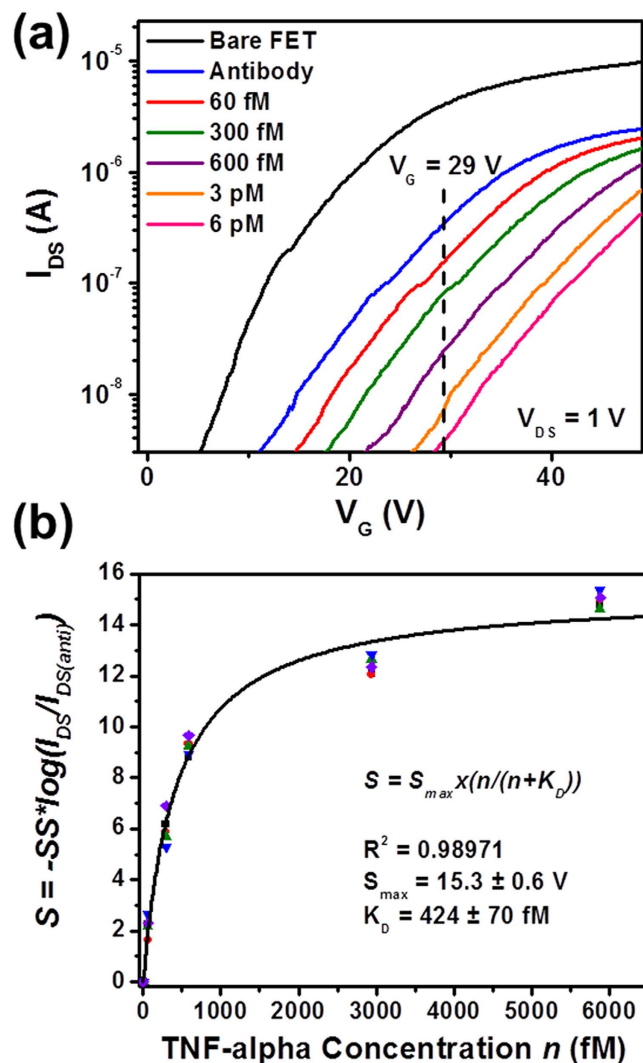 (a)
Bare FET
Antibody
60 fM
300 fM
600 fM
3 pM
6 pM
V_G = 29 V
V_DS = 1 V
10^-5
10^-6
10^-7
10^-8
I_DS (A)
0 20 40
V_G (V)
(b)
16
14
12
10
8
6
4
2
0
S = -SS*log(I_DS/I_DS(anti))
S = S_max x(n/(n+K_D))
R^2 = 0.98971
S_max = 15.3 ± 0.6 V
K_D = 424 ± 70 fM
0 1000 2000 3000 4000 5000 6000
TNF-alpha Concentration n (fM)